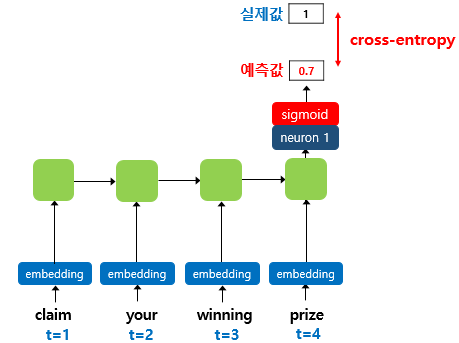 실제값 1
cross-entropy
예측값 0.7
sigmoid
neuron 1
embedding embedding embedding embedding
claim your winning prize
t=1 t=2 t=3 t=4